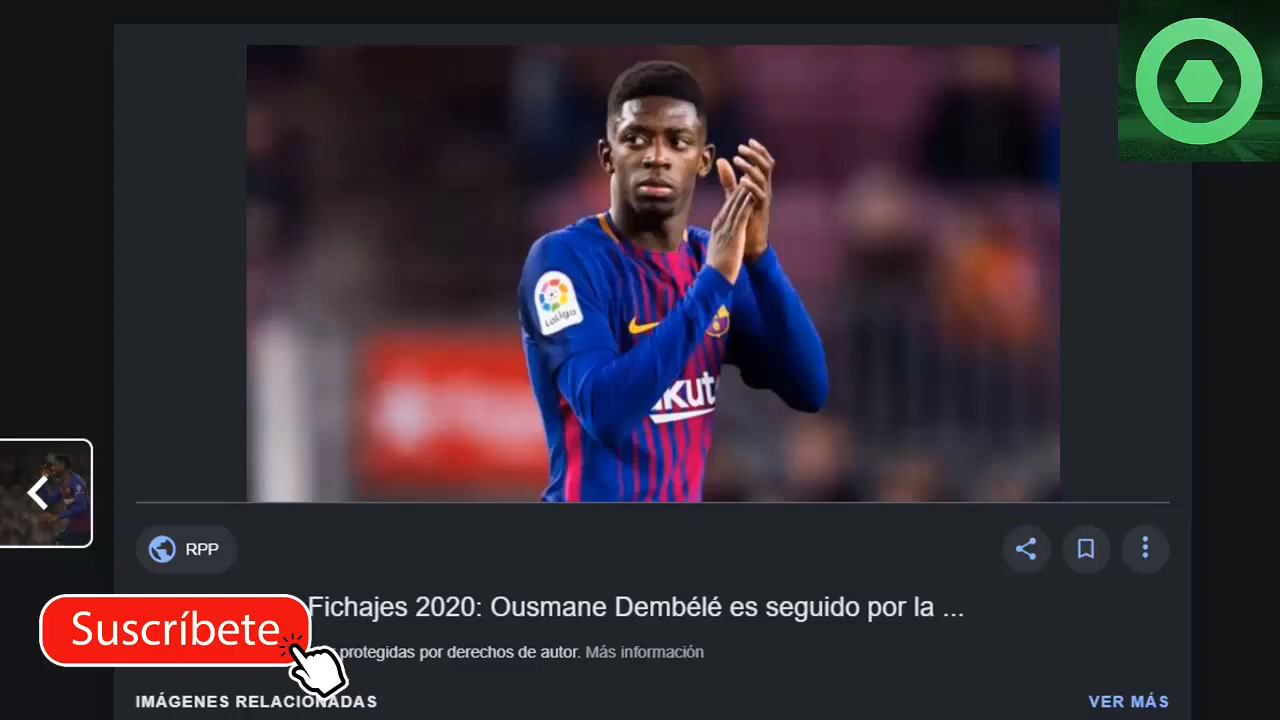 LaLiga
RPP
Fichajes 2020: Ousmane Dembélé es seguido por la ...
Suscríbete
protegidas por derechos de autor. Más información
IMÁGENES RELACIONADAS
VER MÁS